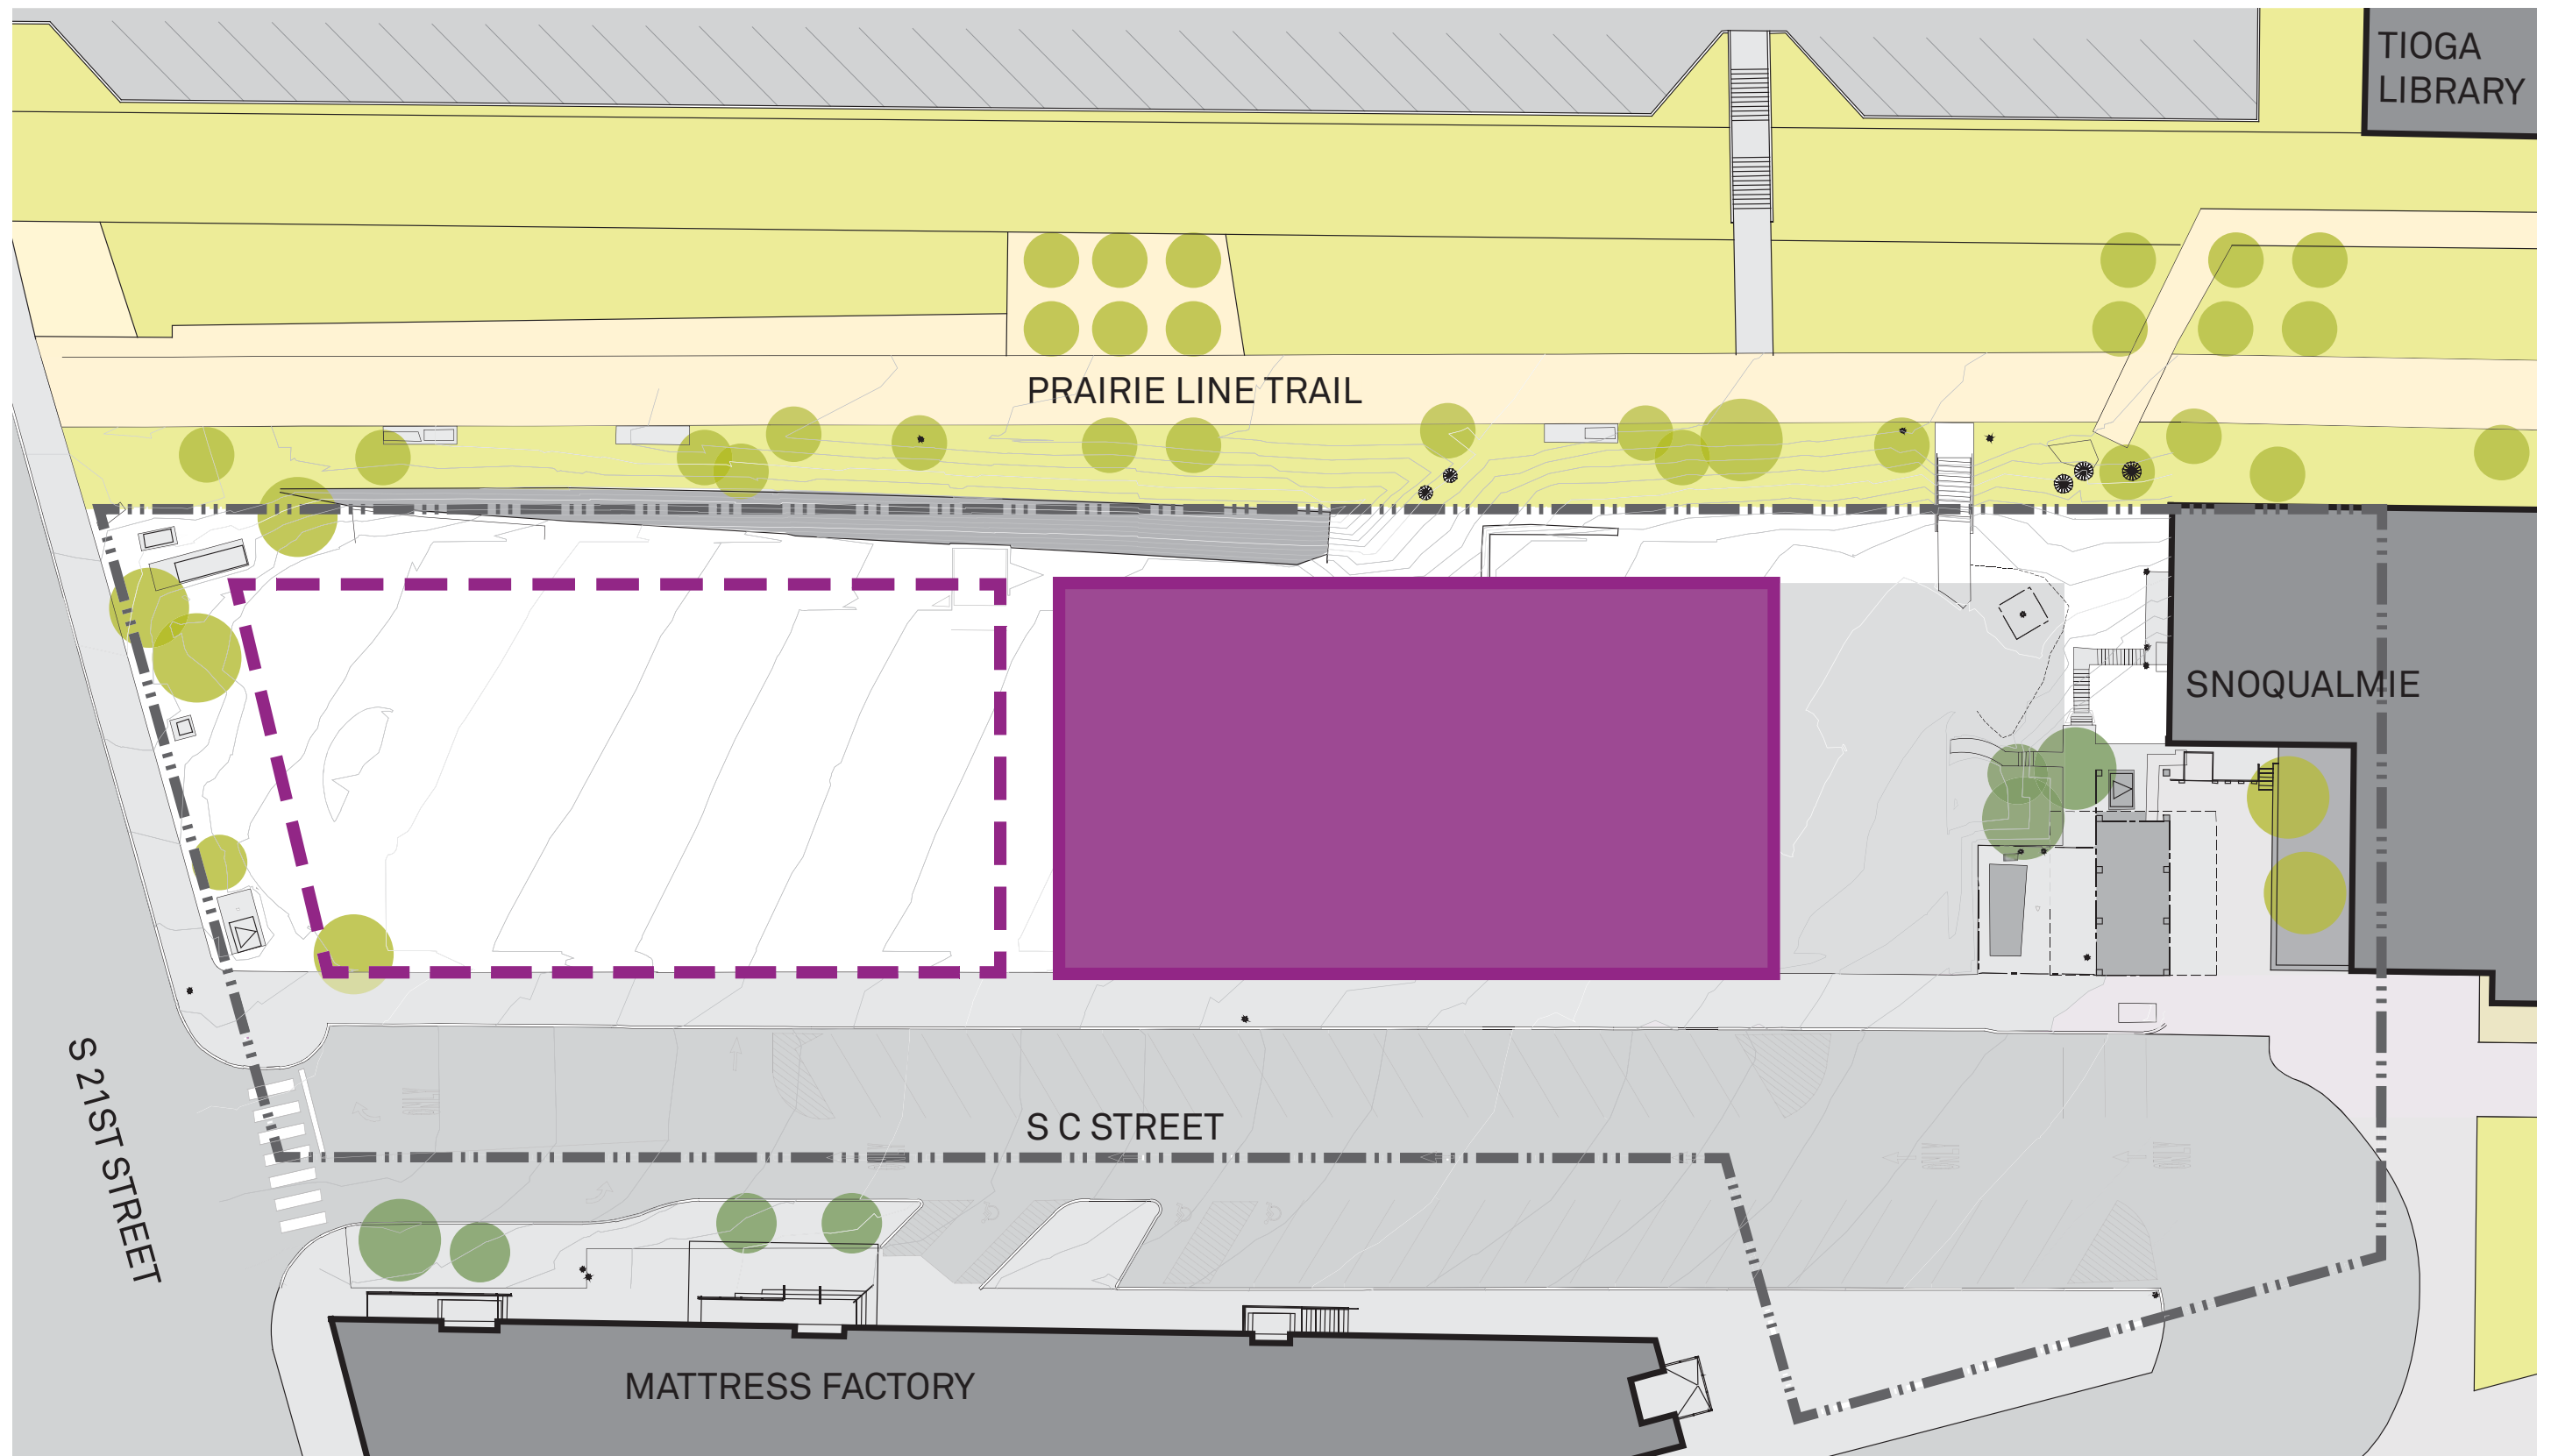 TIOGA
LIBRARY
PRAIRIE LINE TRAIL
SNOQUALMIE
S 21ST STREET
S C STREET
MATTRESS FACTORY